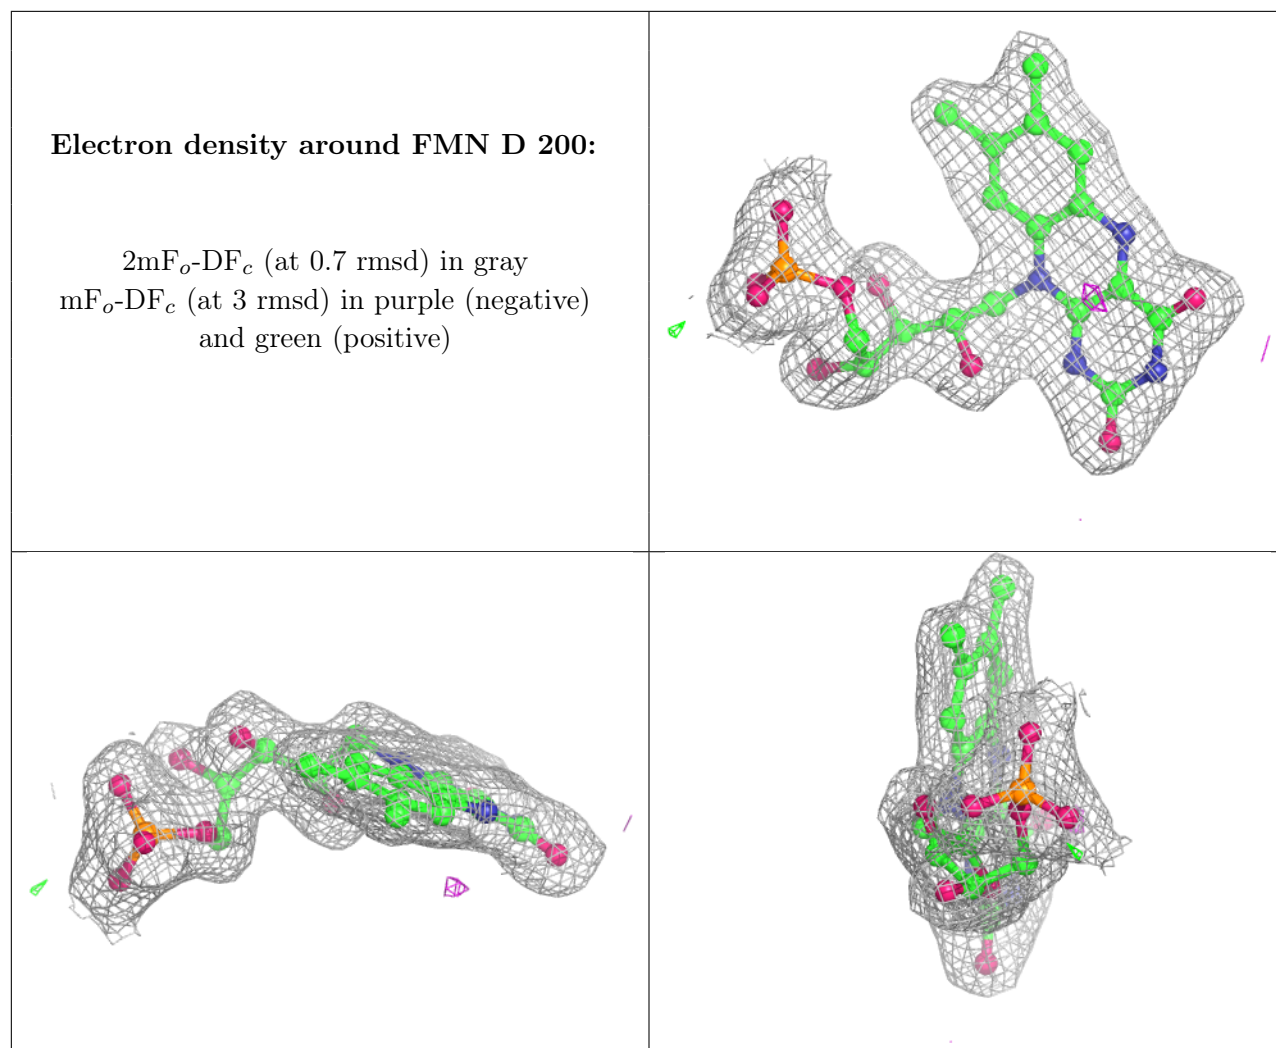 Electron density around FMN D 200:
2mFo-DFc (at 0.7 rmsd) in gray
mFo-DFc (at 3 rmsd) in purple (negative)
and green (positive)